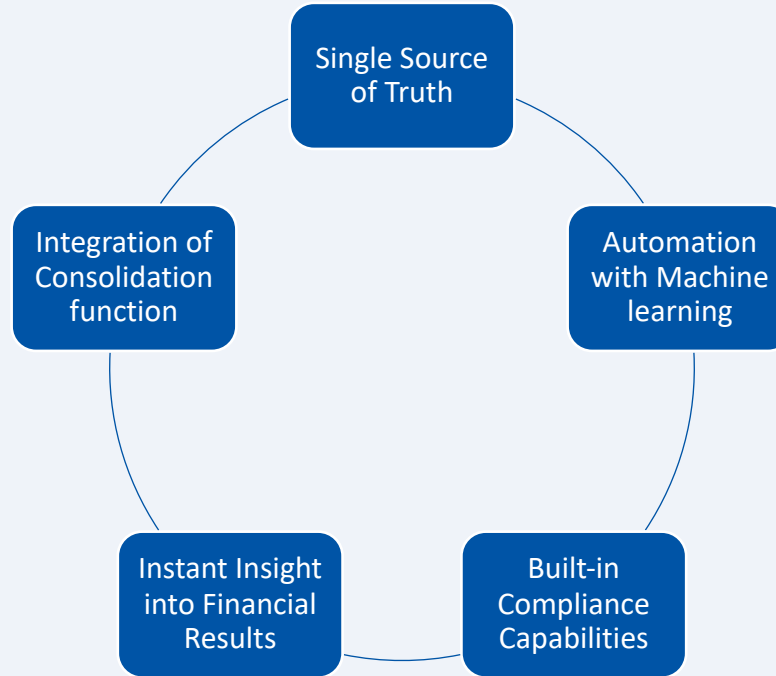 Single Source
of Truth
Automation
with Machine
learning
Built-in
Compliance
Capabilities
Instant Insight
into Financial
Results
Integration of
Consolidation
function